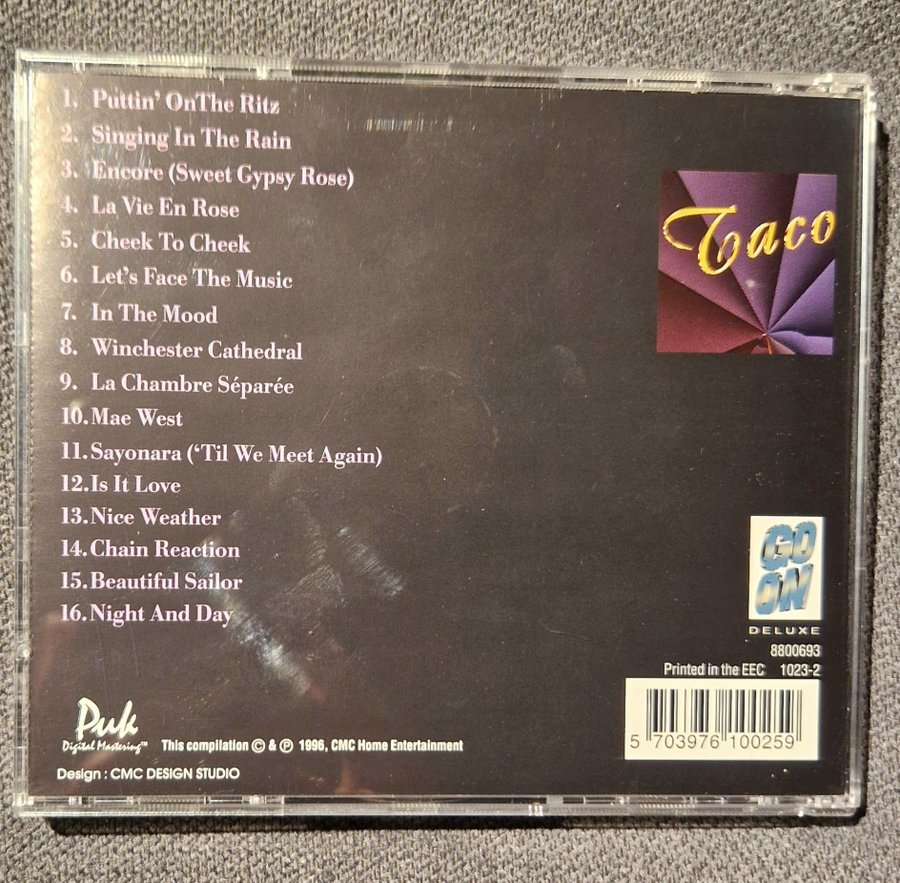 1. Puttin' OnThe Ritz
2. Singing In The Rain
3. Encore (Sweet Gypsy Rose)
4. La Vie En Rose
5. Cheek To Cheek
6. Let's Face The Music
7. In The Mood
8. Winchester Cathedral
9. La Chambre Séparée
10. Mae West
11. Sayonara ('Til We Meet Again)
12. Is It Love
13. Nice Weather
14. Chain Reaction
15. Beautiful Sailor
16. Night And Day
Taco
GO
ON
DELUXE
8800693
Printed in the EEC 1023-2
5 703976 100259
Puk
Digital Mastering™
This compilation © & ℗ 1996, CMC Home Entertainment
Design : CMC DESIGN STUDIO